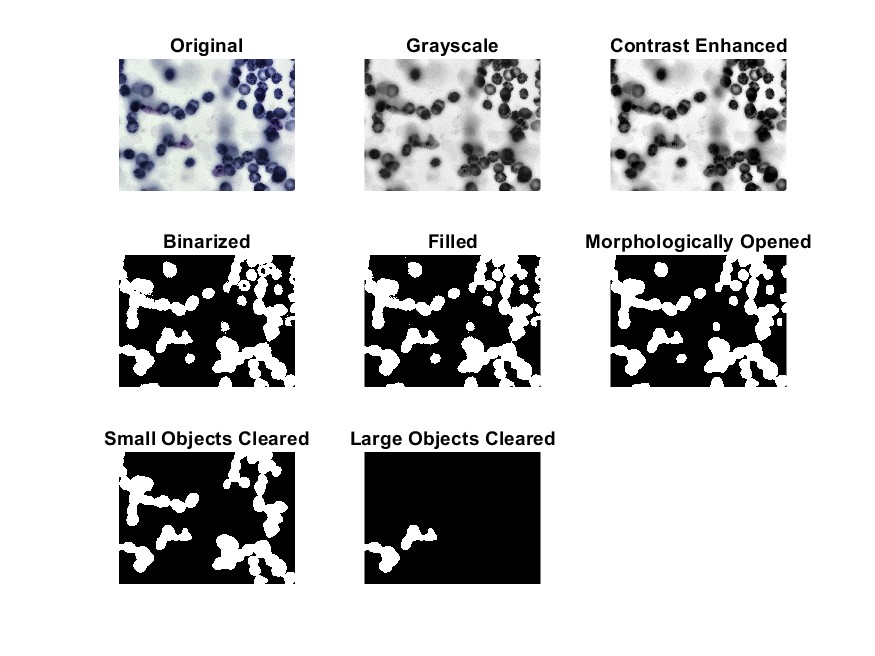 Original
Grayscale
Contrast Enhanced
Binarized
Filled
Morphologically Opened
Small Objects Cleared
Large Objects Cleared